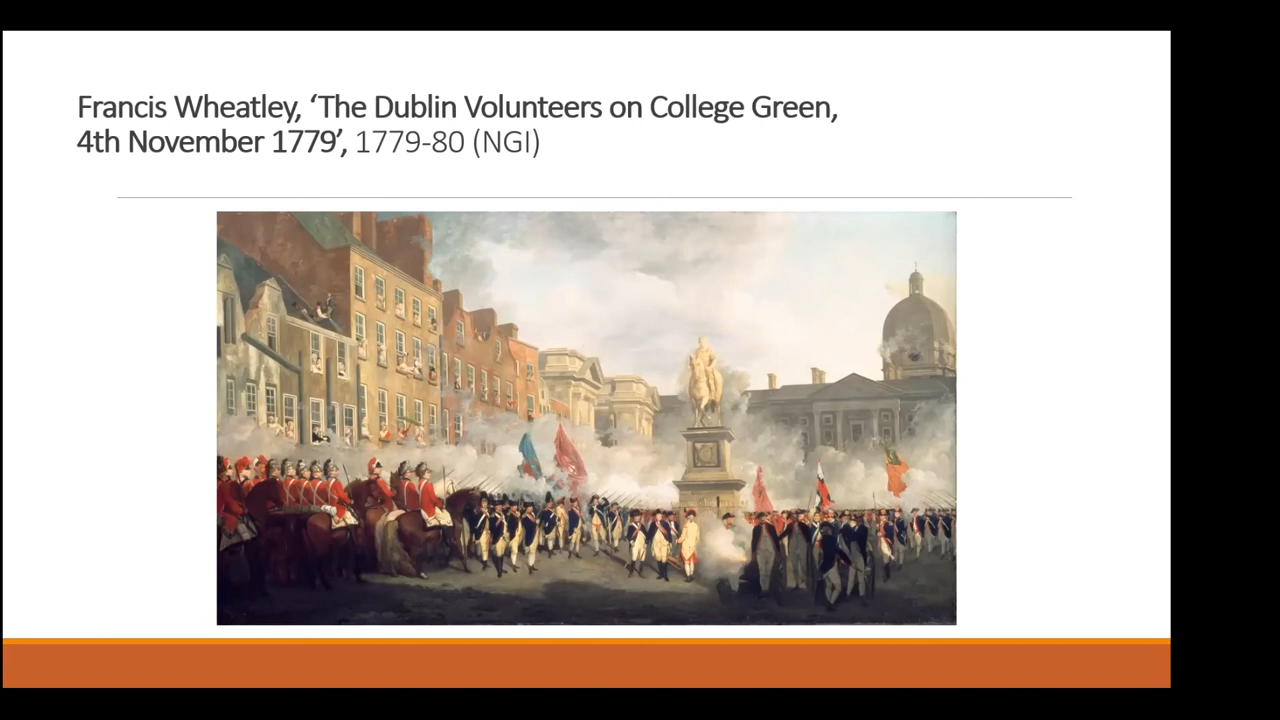 Francis Wheatley, ‘The Dublin Volunteers on College Green,
4th November 1779’, 1779-80 (NGI)